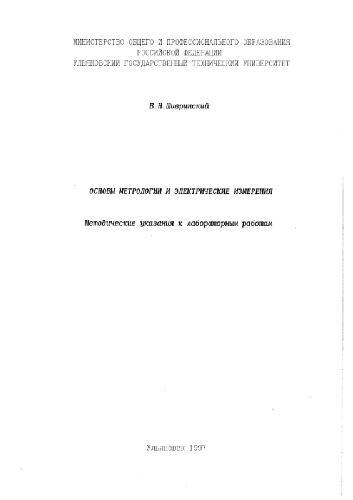 МИНИСТЕРСТВО ОБЩЕГО И ПРОФЕССИОНАЛЬНОГО ОБРАЗОВАНИЯ
РОССИЙСКОЙ ФЕДЕРАЦИИ
УЛЬЯНОВСКИЙ ГОСУДАРСТВЕННЫЙ ТЕХНИЧЕСКИЙ УНИВЕРСИТЕТ
В.Н.Шивринский
ОСНОВЫ МЕТРОЛОГИИ И ЭЛЕКТРИЧЕСКИЕ ИЗМЕРЕНИЯ
Методические указания к лабораторным работам
Ульяновск 1997